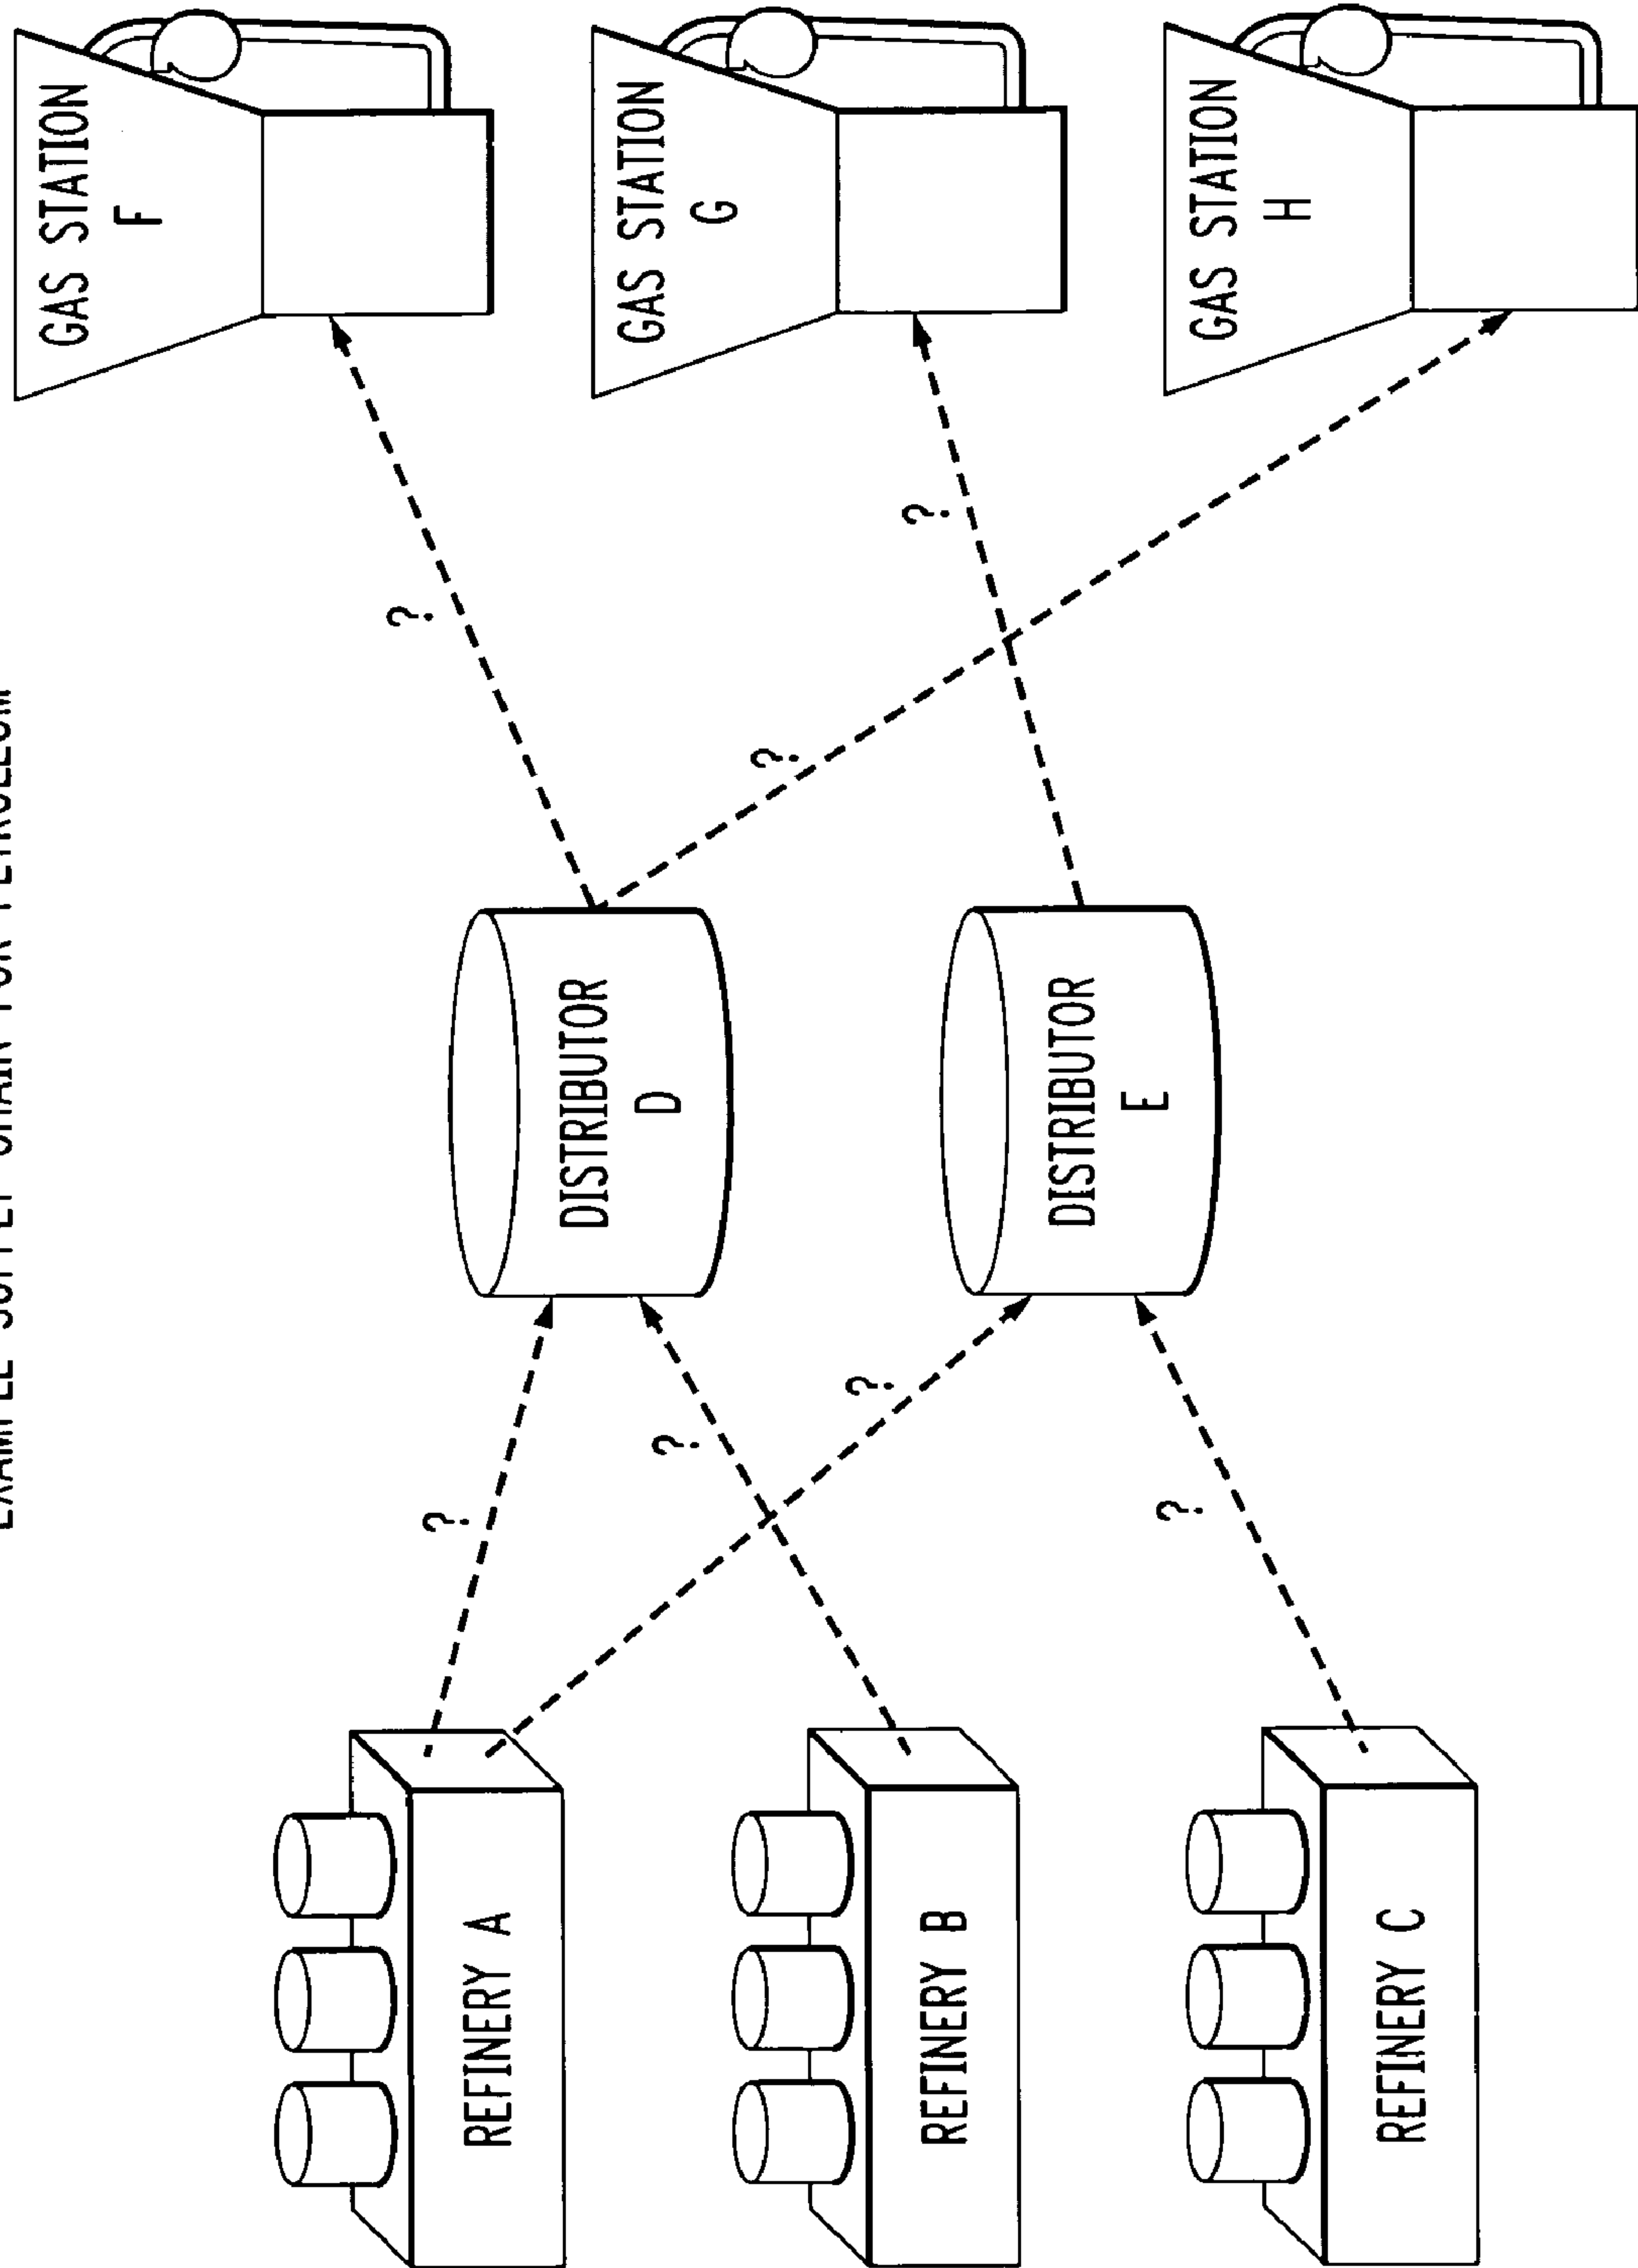 EXAMPLE SUPPLY CHAIN FOR PETROLEUM
REFINERY A
REFINERY B
REFINERY C
?
?
?
?
DISTRIBUTOR
D
DISTRIBUTOR
E
?
?
?
GAS STATION
F
GAS STATION
G
GAS STATION
H